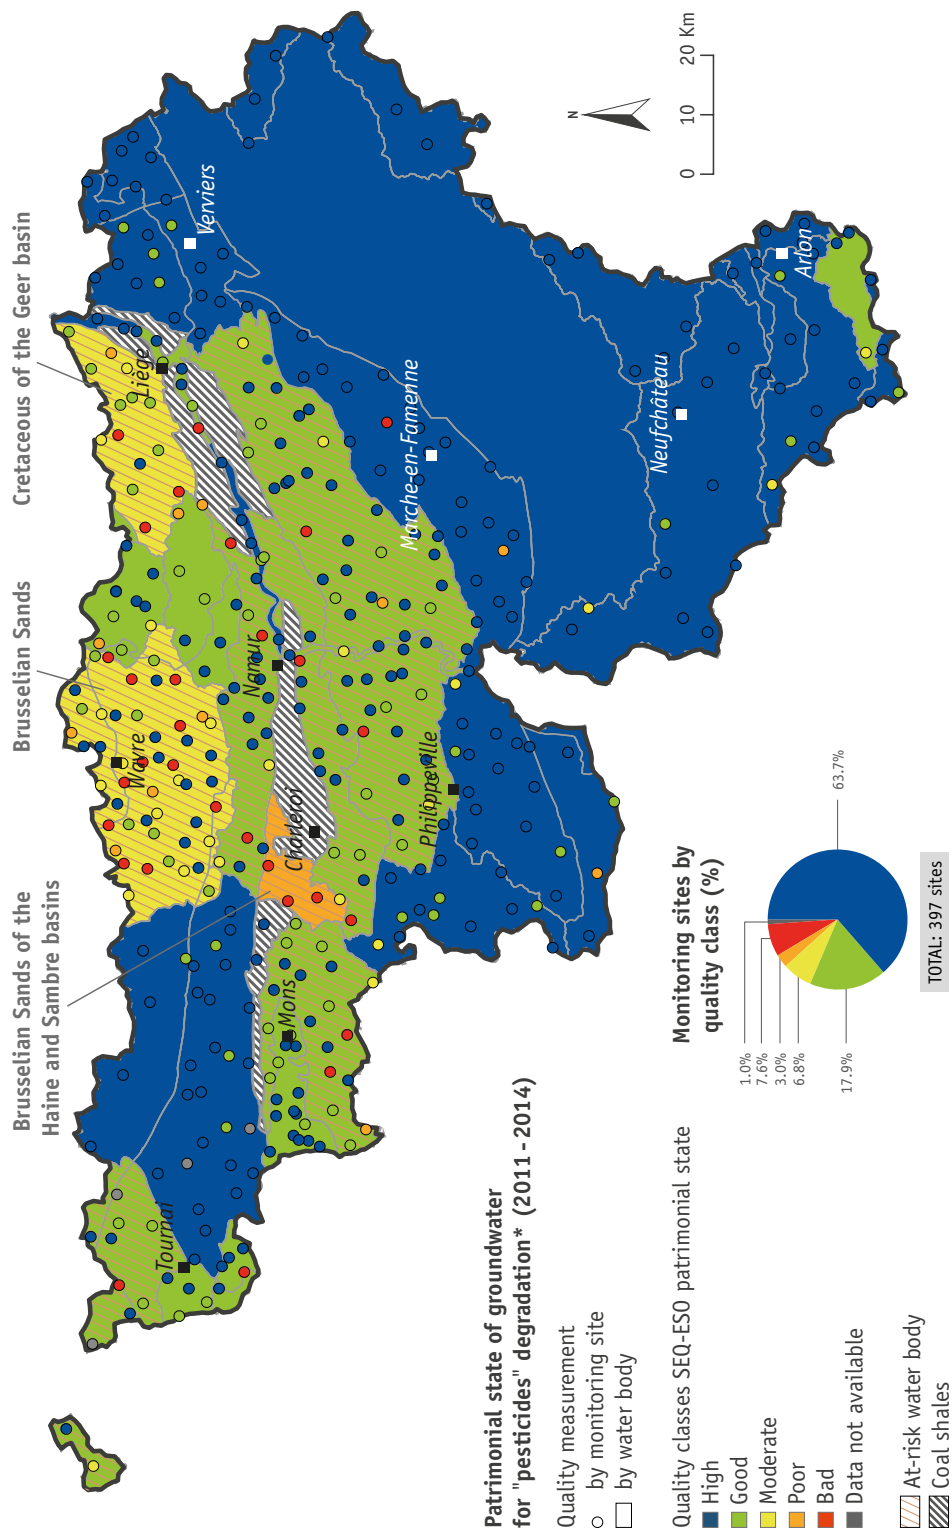 Brusselian Sands of the
Haine and Sambre basins
Brusselian Sands
Cretaceous of the Geer basin
Tournai
Mons
Charleroi
Wavre
Namur
Liège
Verviers
Philippeville
Marche-en-Famenne
Neufchâteau
Arlon
N
0 10 20 Km
Patrimonial state of groundwater
for "pesticides" degradation* (2011 - 2014)
Quality measurement
by monitoring site
by water body
Quality classes SEQ-ESO patrimonial state
High
Good
Moderate
Poor
Bad
Data not available
At-risk water body
Coal shales
Monitoring sites by
quality class (%)
1.0%
7.6%
3.0%
6.8%
17.9%
63.7%
TOTAL: 397 sites